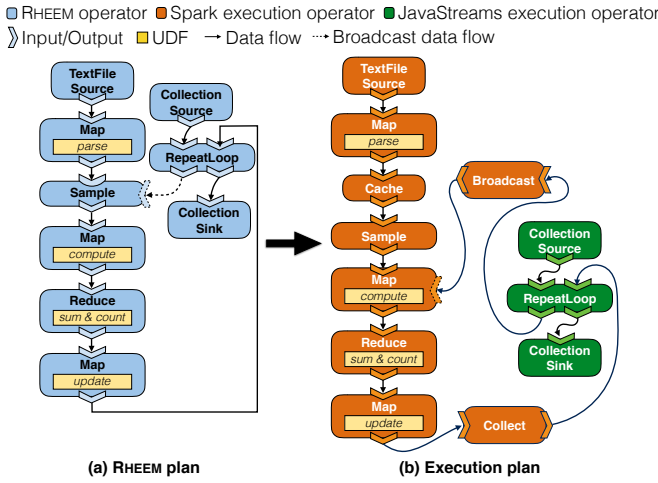 RHEEM operator Spark execution operator JavaStreams execution operator
Input/Output UDF Data flow Broadcast data flow
TextFile
Source
Map
parse
Sample
Map
compute
Reduce
sum & count
Map
update
Collection
Source
RepeatLoop
Collection
Sink
(a) RHEEM plan
TextFile
Source
Map
parse
Cache
Sample
Map
compute
Reduce
sum & count
Map
update
Broadcast
Collection
Source
RepeatLoop
Collection
Sink
Collect
(b) Execution plan